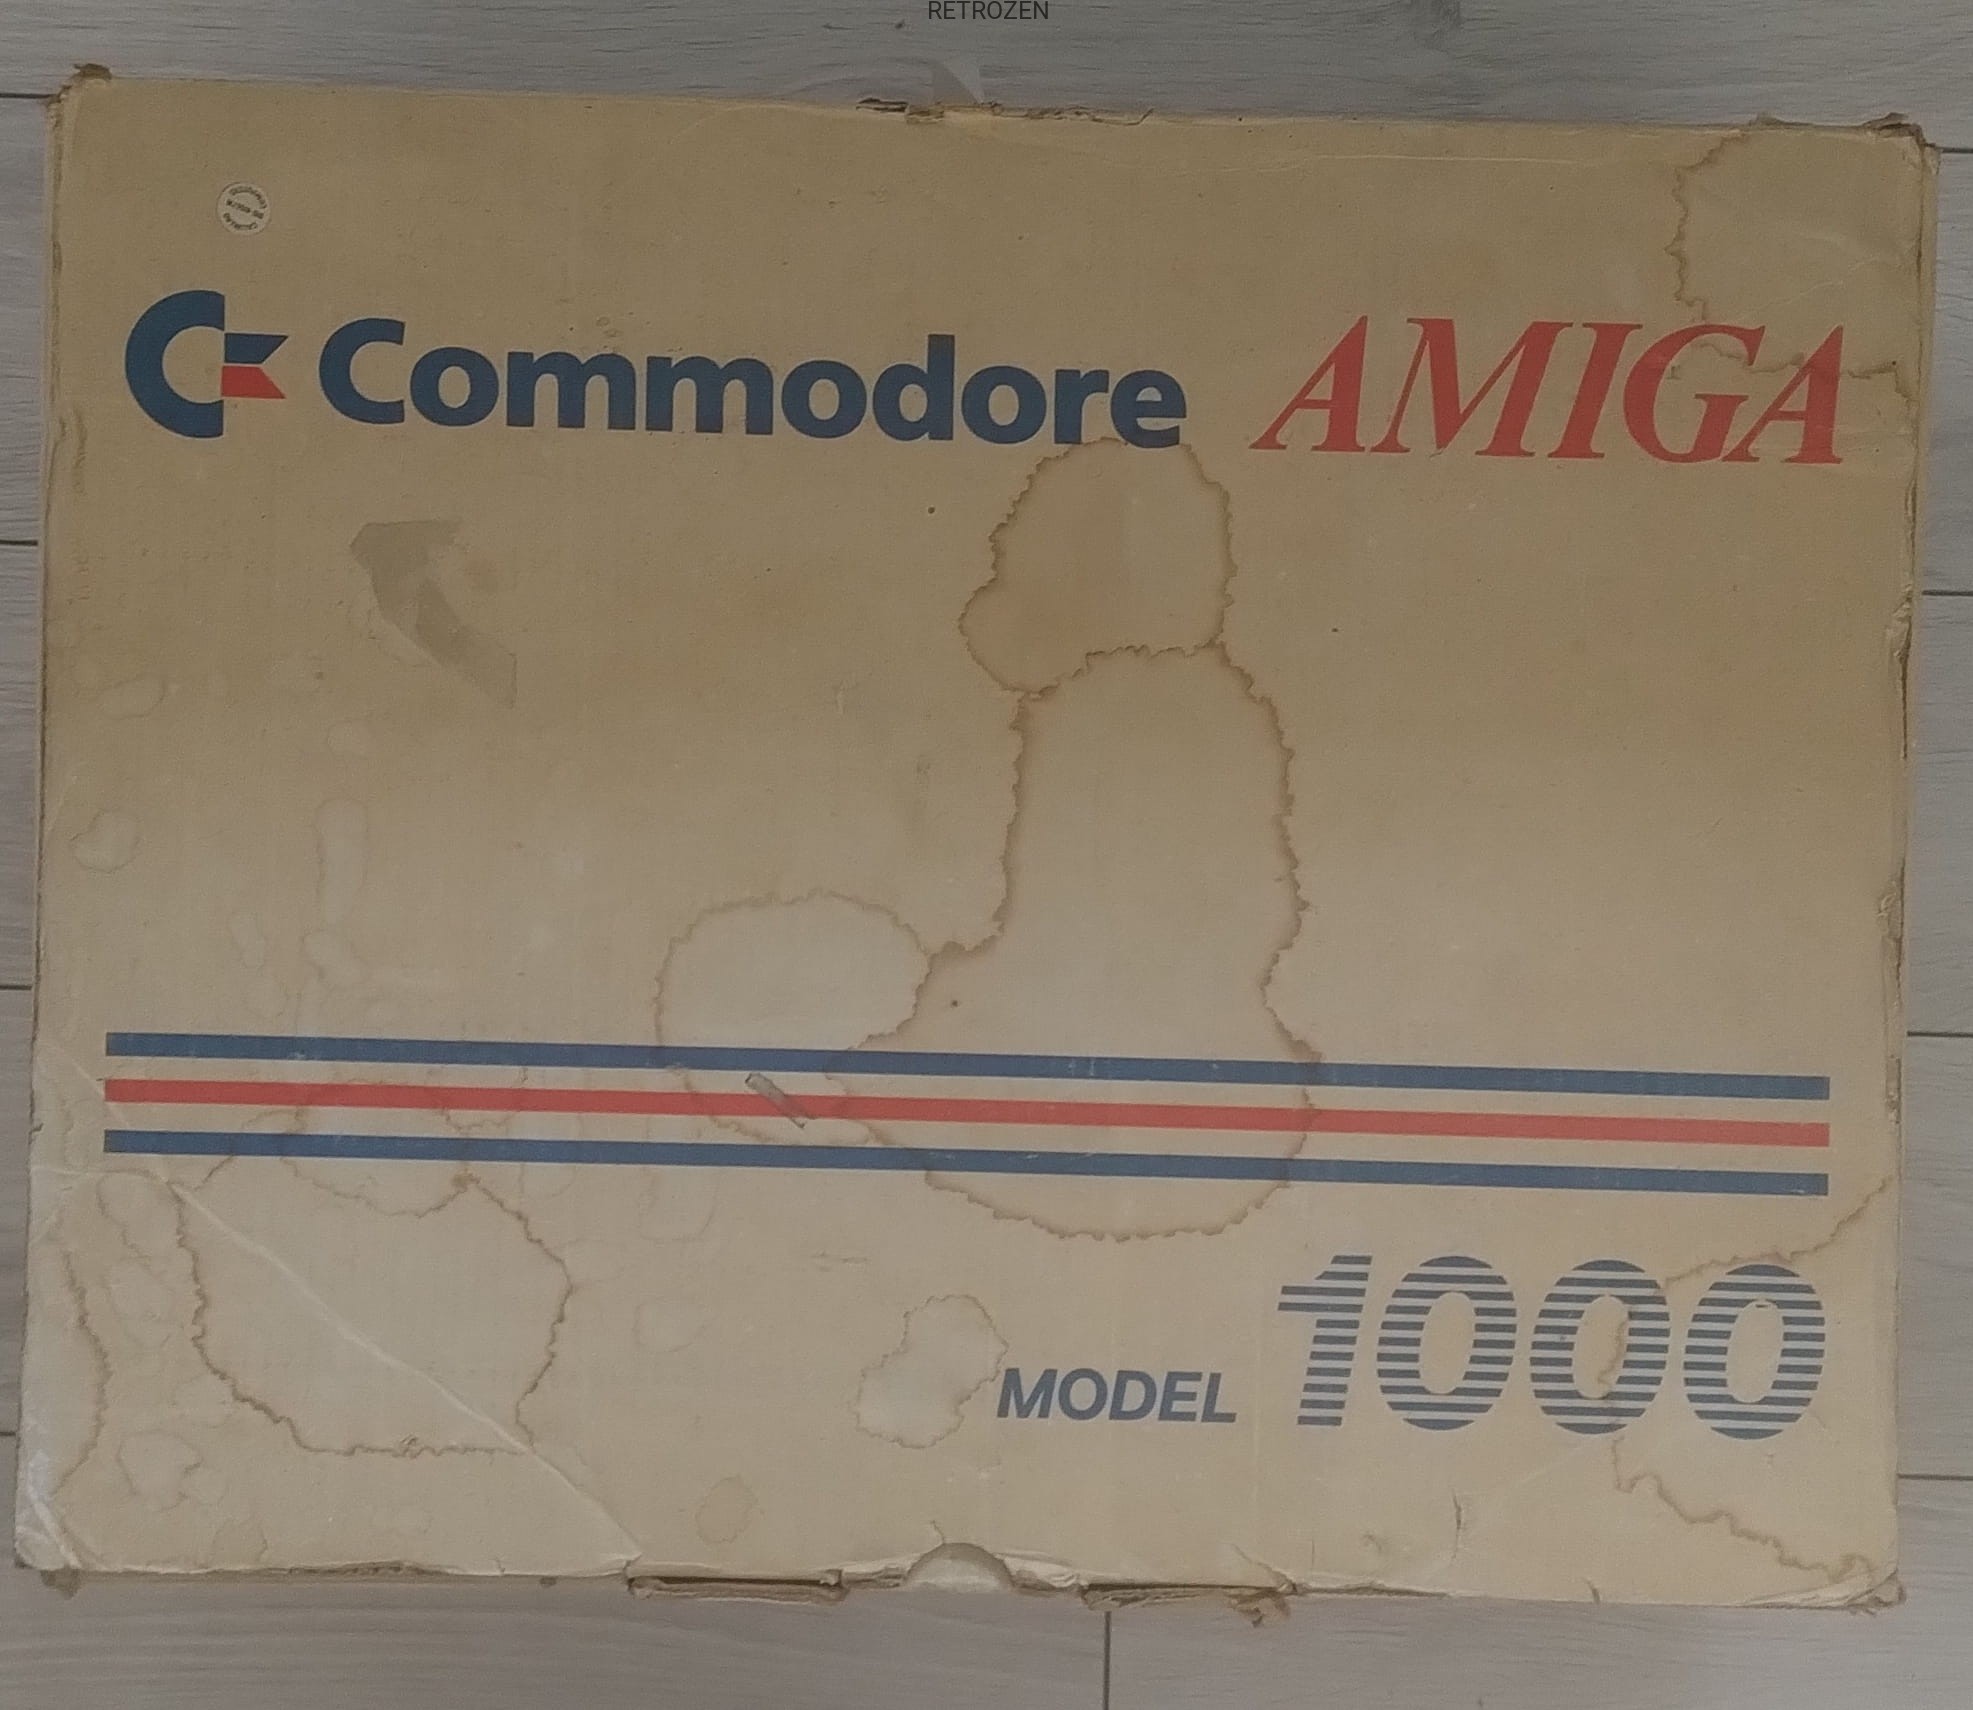 RETROZEN
Commodore AMIGA
MODEL 1000